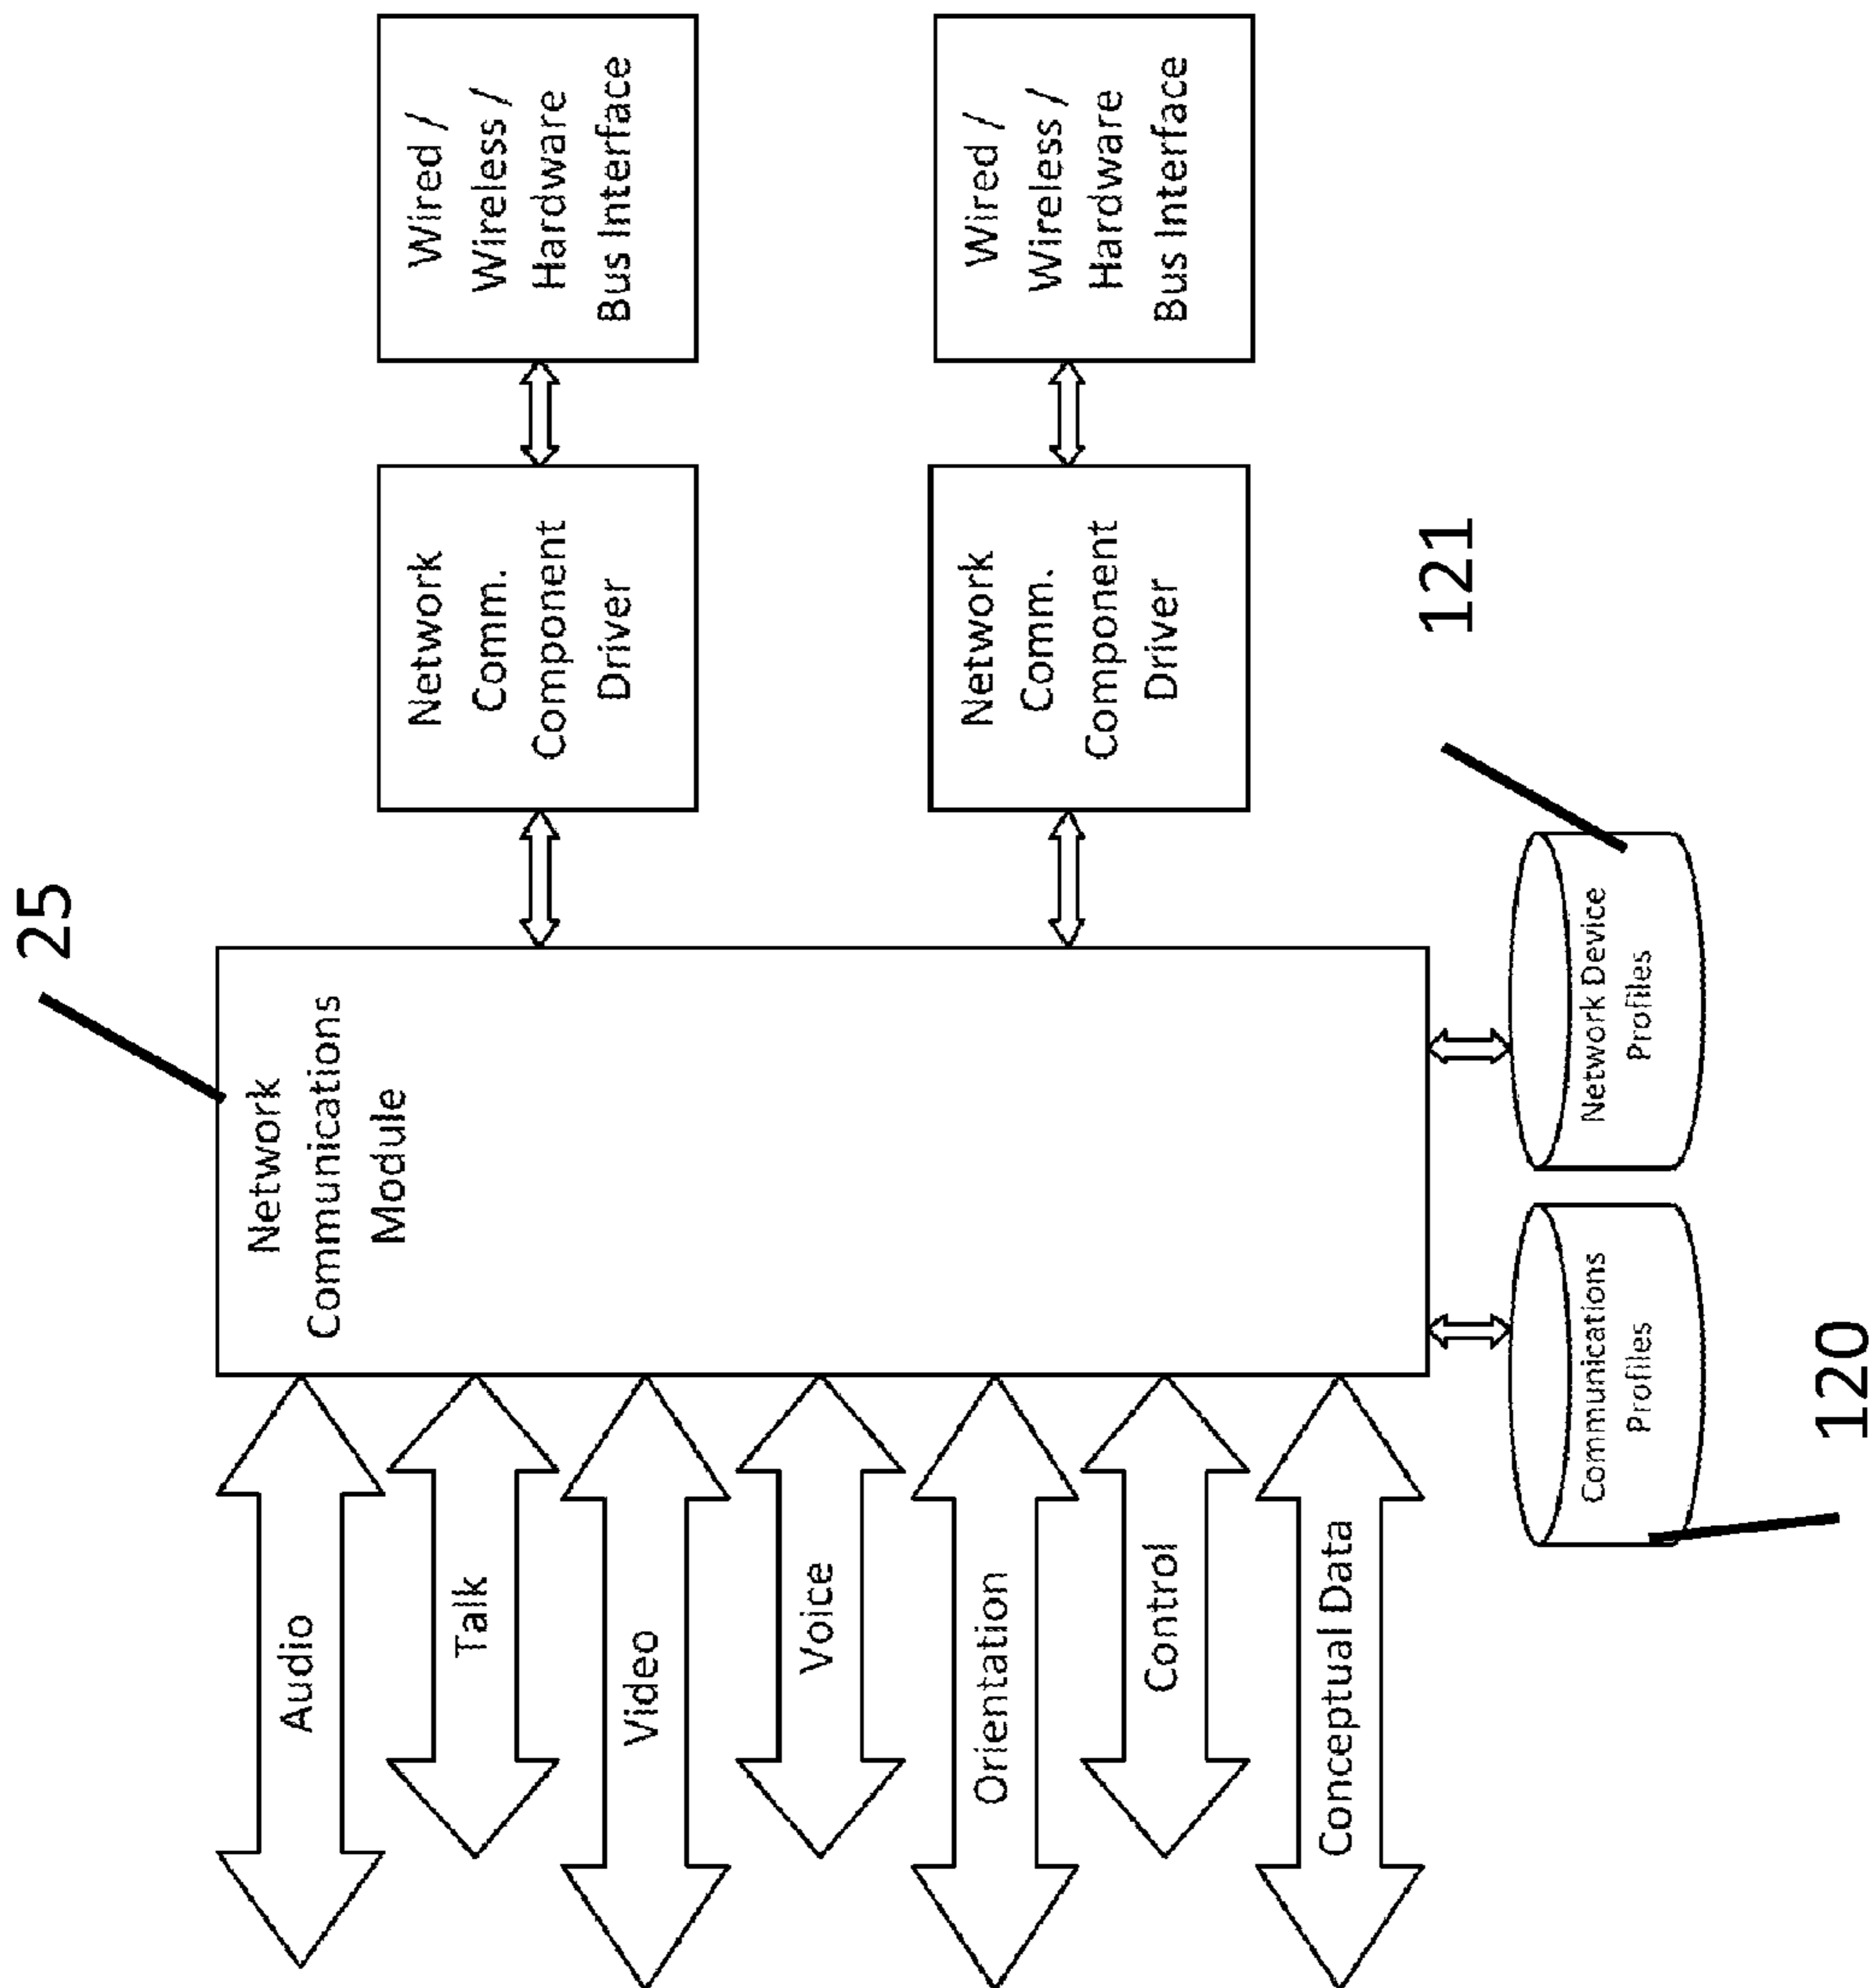 25
Network
Communications
Module
Audio
Talk
Video
Voice
Orientation
Control
Conceptual Data
Network
Comm.
Component
Driver
Wired /
Wireless /
Hardware
Bus Interface
Network
Comm.
Component
Driver
Wired /
Wireless /
Hardware
Bus Interface
Communications
Profiles
120
Network Device
Profiles
121